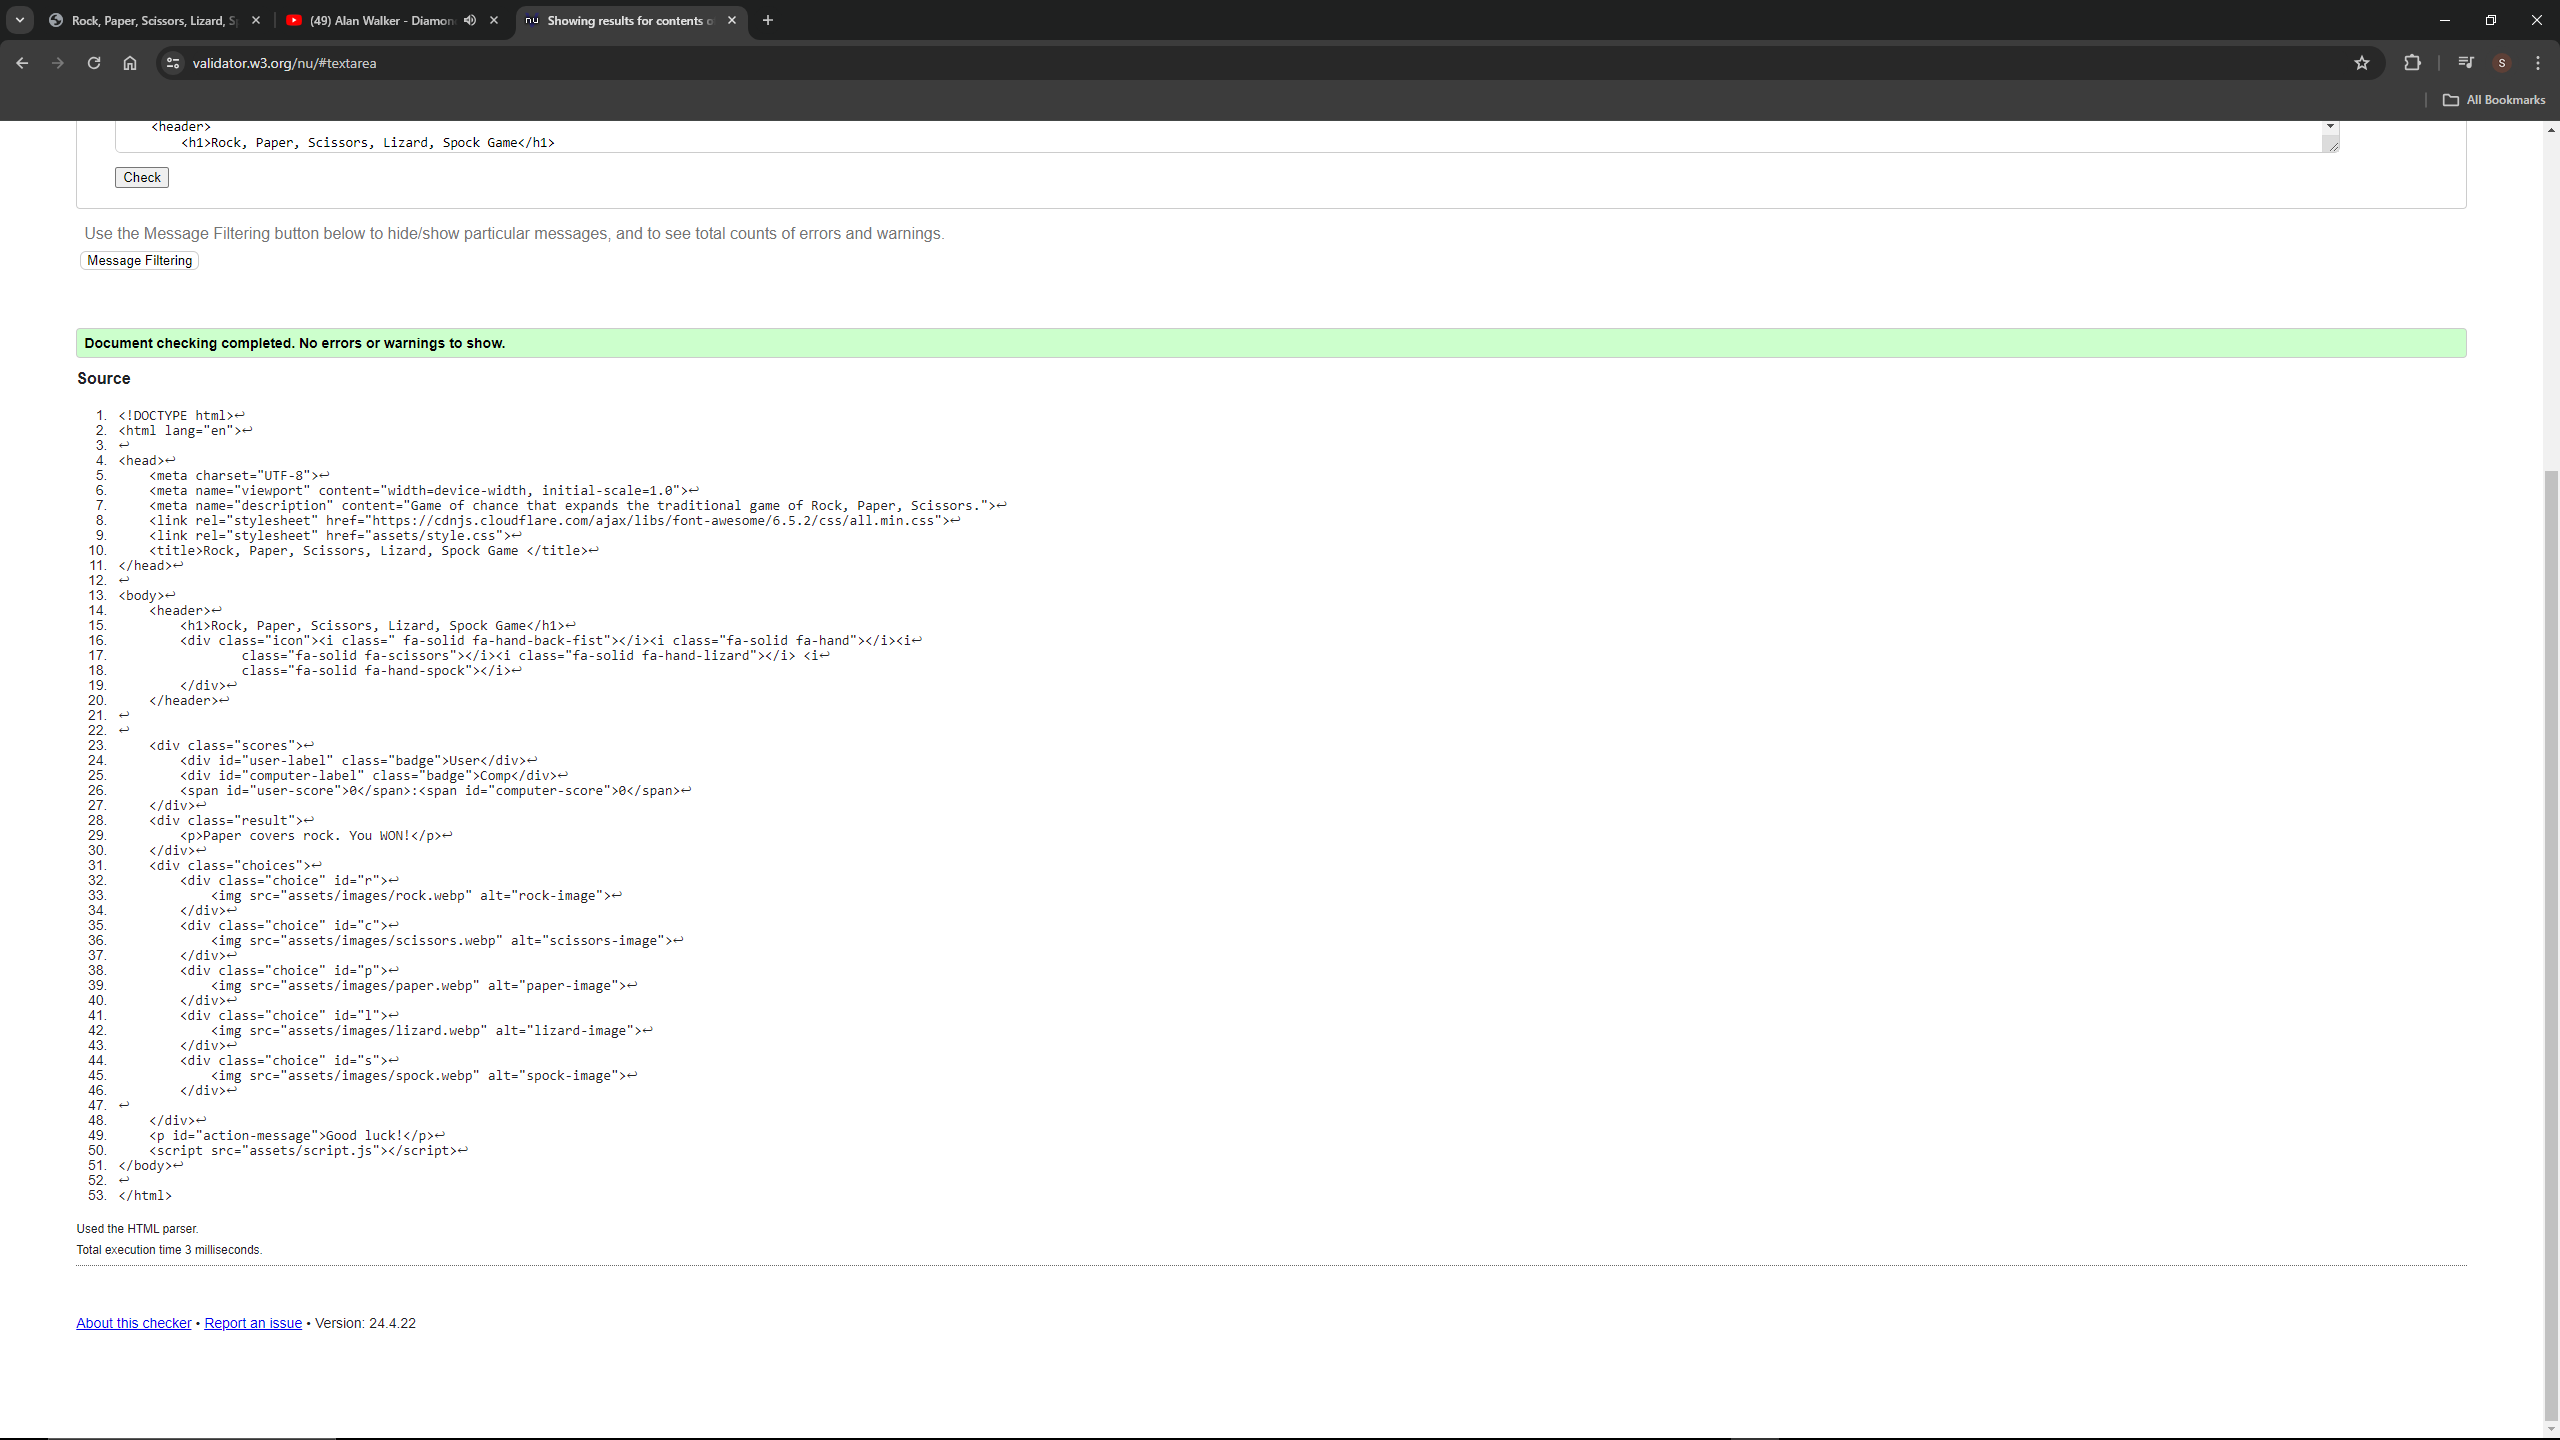 Rock, Paper, Scissors, Lizard, S
(49) Alan Walker - Diamon
nu Showing results for contents o
validator.w3.org/nu/#textarea
S
All Bookmarks
<header>
<h1>Rock, Paper, Scissors, Lizard, Spock Game</h1>
Check
Use the Message Filtering button below to hide/show particular messages, and to see total counts of errors and warnings.
Message Filtering
Document checking completed. No errors or warnings to show.
Source
1. <!DOCTYPE html>↩
2. <html lang="en">↩
3. ↩
4. <head>↩
5. <meta charset="UTF-8">↩
6. <meta name="viewport" content="width=device-width, initial-scale=1.0">↩
7. <meta name="description" content="Game of chance that expands the traditional game of Rock, Paper, Scissors.">↩
8. <link rel="stylesheet" href="https://cdnjs.cloudflare.com/ajax/libs/font-awesome/6.5.2/css/all.min.css">↩
9. <link rel="stylesheet" href="assets/style.css">↩
10. <title>Rock, Paper, Scissors, Lizard, Spock Game </title>↩
11. </head>↩
12. ↩
13. <body>↩
14. <header>↩
15. <h1>Rock, Paper, Scissors, Lizard, Spock Game</h1>↩
16. <div class="icon"><i class=" fa-solid fa-hand-back-fist"></i><i class="fa-solid fa-hand"></i><i↩
17. class="fa-solid fa-scissors"></i><i class="fa-solid fa-hand-lizard"></i> <i↩
18. class="fa-solid fa-hand-spock"></i>↩
19. </div>↩
20. </header>↩
21. ↩
22. ↩
23. <div class="scores">↩
24. <div id="user-label" class="badge">User</div>↩
25. <div id="computer-label" class="badge">Comp</div>↩
26. <span id="user-score">0</span>:<span id="computer-score">0</span>↩
27. </div>↩
28. <div class="result">↩
29. <p>Paper covers rock. You WON!</p>↩
30. </div>↩
31. <div class="choices">↩
32. <div class="choice" id="r">↩
33. <img src="assets/images/rock.webp" alt="rock-image">↩
34. </div>↩
35. <div class="choice" id="c">↩
36. <img src="assets/images/scissors.webp" alt="scissors-image">↩
37. </div>↩
38. <div class="choice" id="p">↩
39. <img src="assets/images/paper.webp" alt="paper-image">↩
40. </div>↩
41. <div class="choice" id="l">↩
42. <img src="assets/images/lizard.webp" alt="lizard-image">↩
43. </div>↩
44. <div class="choice" id="s">↩
45. <img src="assets/images/spock.webp" alt="spock-image">↩
46. </div>↩
47. ↩
48. </div>↩
49. <p id="action-message">Good luck!</p>↩
50. <script src="assets/script.js"></script>↩
51. </body>↩
52. ↩
53. </html>
Used the HTML parser.
Total execution time 3 milliseconds.
About this checker • Report an issue • Version: 24.4.22